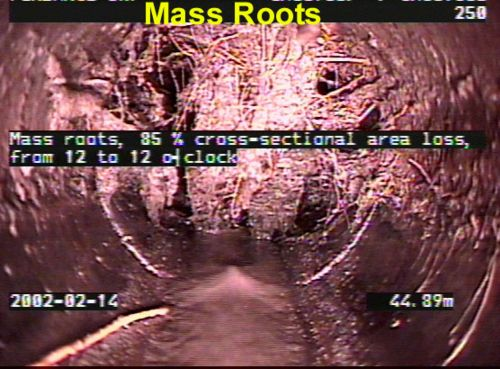 Mass Roots
250
Mass roots, 85 % cross-sectional area loss,
from 12 to 12 o'clock
2002-02-14
44.89m